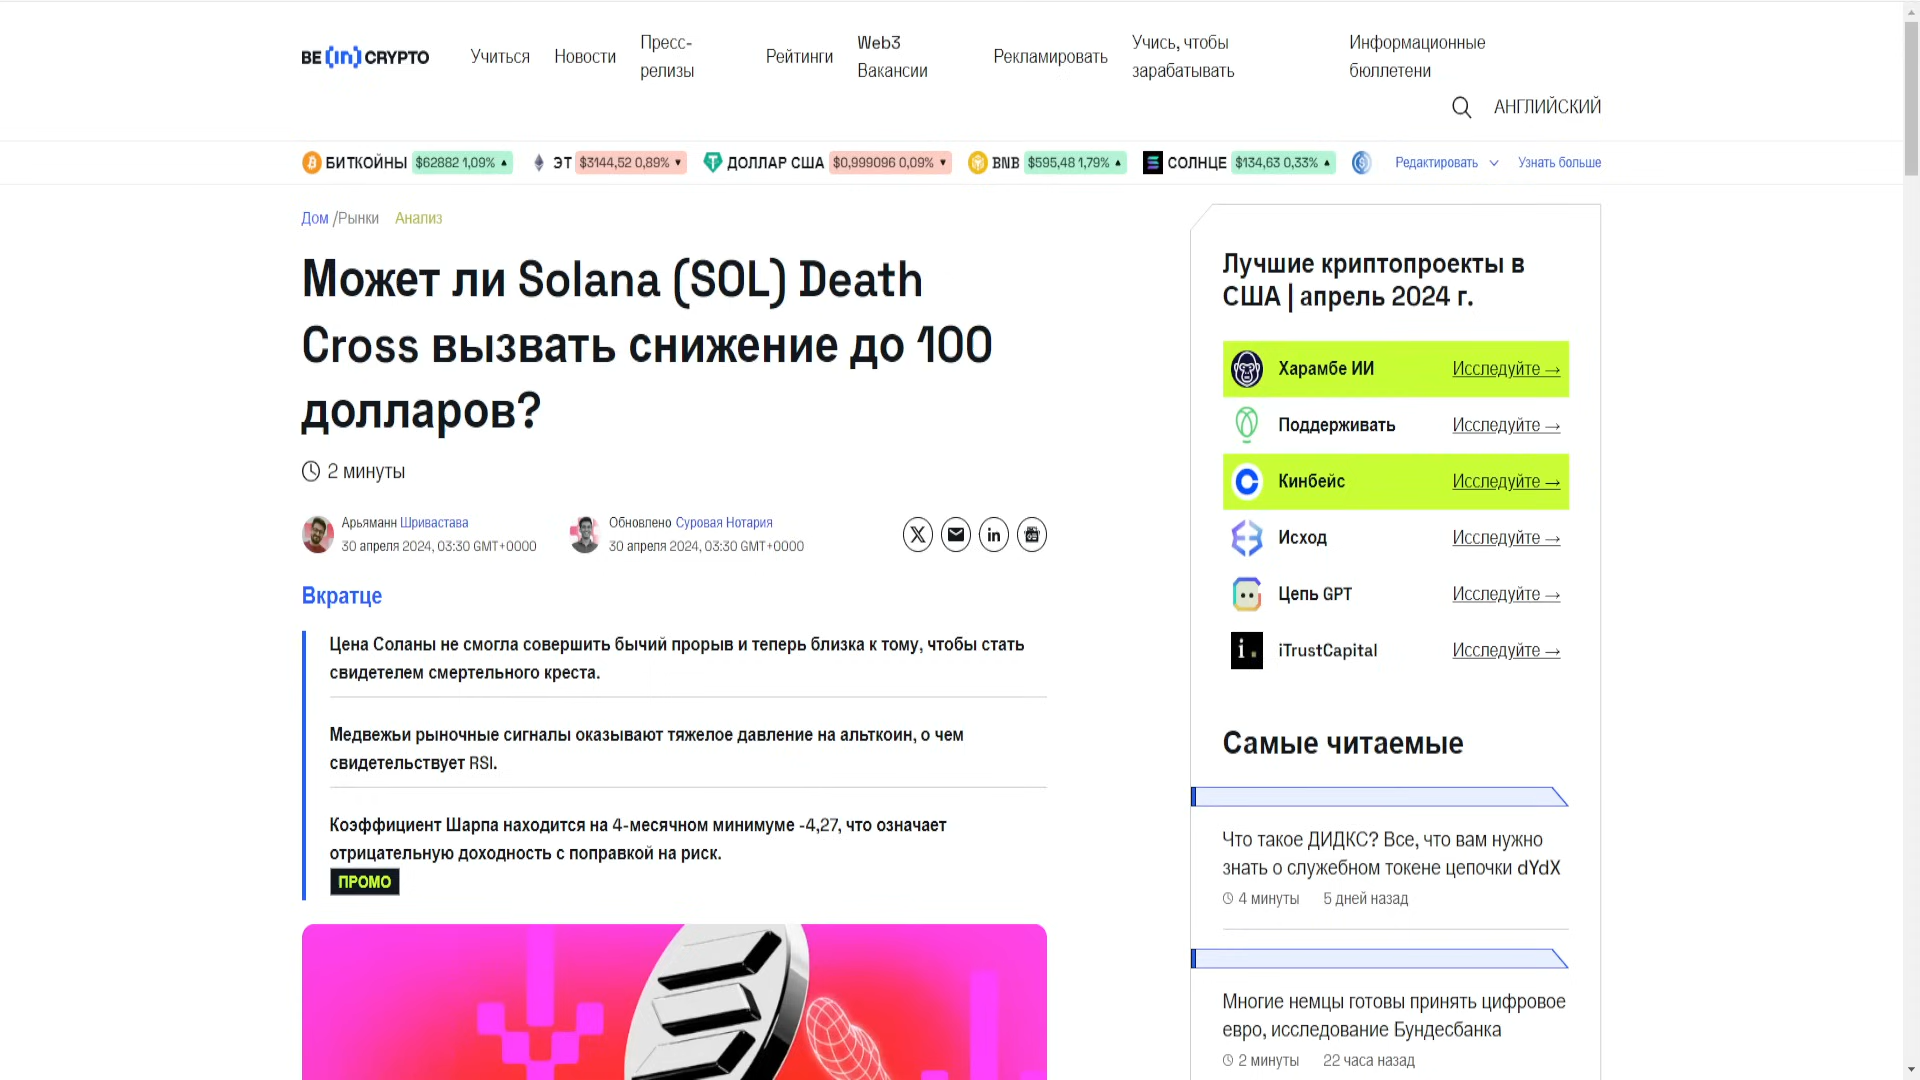 BE [in] CRYPTO
Учиться
Новости
Пресс-
релизы
Рейтинги
Web3
Вакансии
Рекламировать
Учись, чтобы
зарабатывать
Информационные
бюллетени
АНГЛИЙСКИЙ
БИТКОЙНЫ $62882 1,09% ▲
ЭТ $3144,52 0,89% ▼
ДОЛЛАР США $0,999096 0,09% ▼
BNB $595,48 1,79% ▲
СОЛНЦЕ $134,63 0,33% ▲
Редактировать
Узнать больше
Дом /Рынки Анализ
Может ли Solana (SOL) Death
Cross вызвать снижение до 100
долларов?
2 минуты
Арьяманн Шривастава
30 апреля 2024, 03:30 GMT+0000
Обновлено Суровая Нотария
30 апреля 2024, 03:30 GMT+0000
Вкратце
Цена Соланы не смогла совершить бычий прорыв и теперь близка к тому, чтобы стать
свидетелем смертельного креста.
Медвежьи рыночные сигналы оказывают тяжелое давление на альткоин, о чем
свидетельствует RSI.
Коэффициент Шарпа находится на 4-месячном минимуме -4,27, что означает
отрицательную доходность с поправкой на риск.
ПРОМО
Лучшие криптопроекты в
США | апрель 2024 г.
Харамбе ИИ Исследуйте →
Поддерживать Исследуйте →
Кинбейс Исследуйте →
Исход Исследуйте →
Цепь GPT Исследуйте →
iTrustCapital Исследуйте →
Самые читаемые
Что такое ДИДКС? Все, что вам нужно
знать о служебном токене цепочки dYdX
4 минуты 5 дней назад
Многие немцы готовы принять цифровое
евро, исследование Бундесбанка
2 минуты 22 часа назад